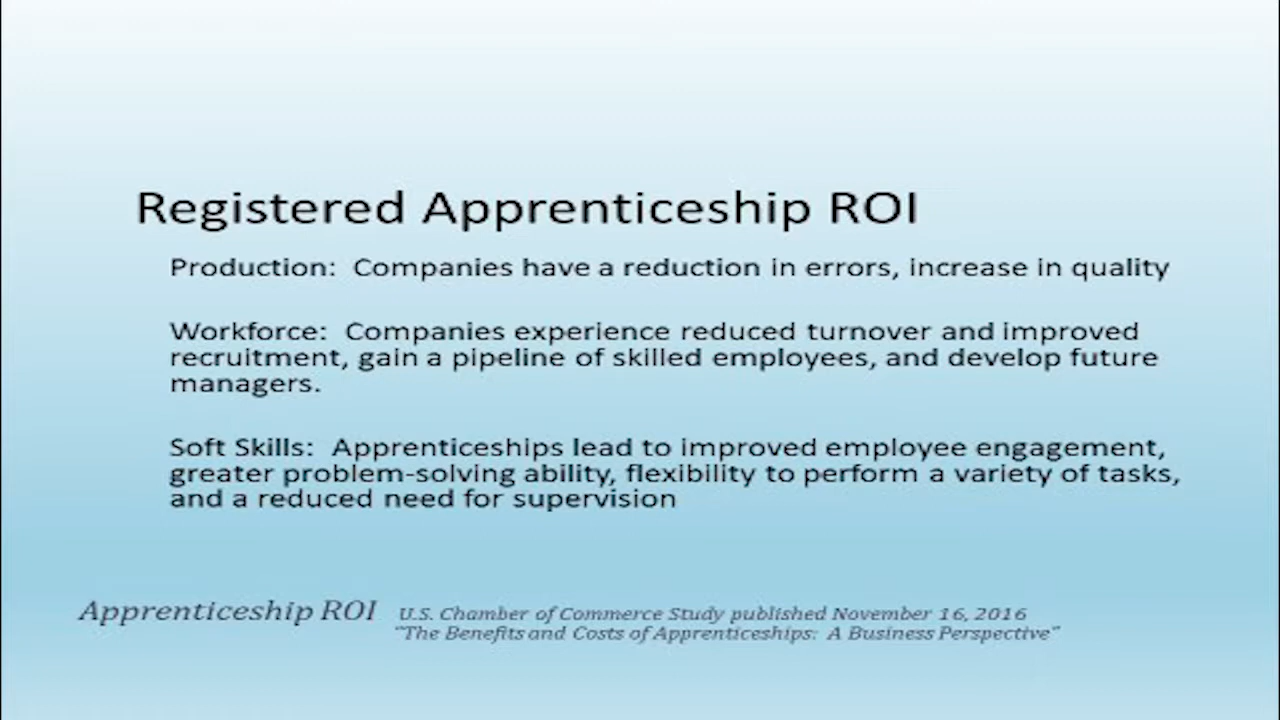 Registered Apprenticeship ROI
Production:  Companies have a reduction in errors, increase in quality
Workforce:  Companies experience reduced turnover and improved
recruitment, gain a pipeline of skilled employees, and develop future
managers.
Soft Skills:  Apprenticeships lead to improved employee engagement,
greater problem-solving ability, flexibility to perform a variety of tasks,
and a reduced need for supervision
Apprenticeship ROI U.S. Chamber of Commerce Study published November 16, 2016
"The Benefits and Costs of Apprenticeships:  A Business Perspective"